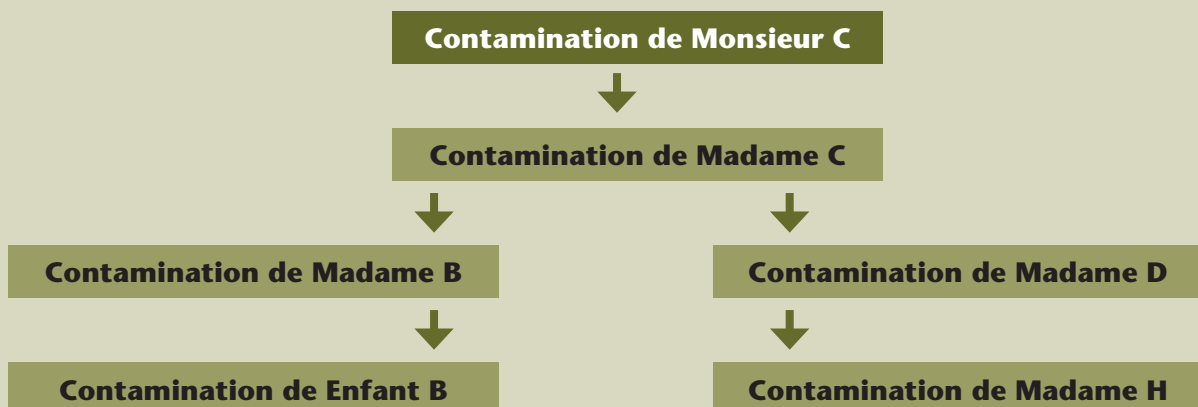 Contamination de Monsieur C
Contamination de Madame C
Contamination de Madame B
Contamination de Madame D
Contamination de Enfant B
Contamination de Madame H